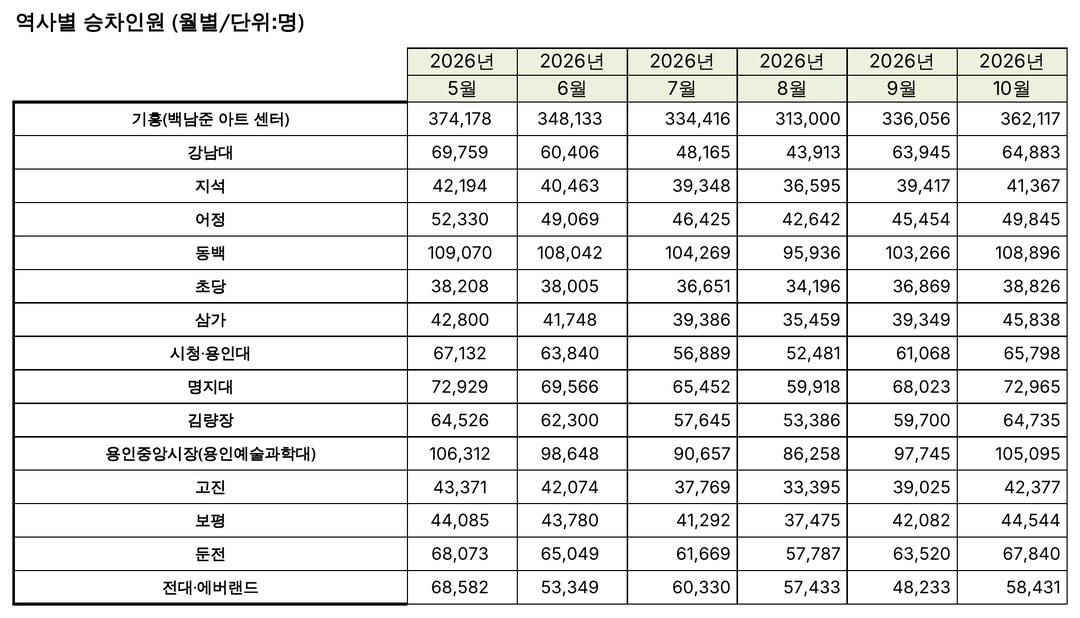 역사별 승차인원 (월별/단위:명)
2026년 2026년 2026년 2026년 2026년 2026년
5월 6월 7월 8월 9월 10월
기흥(백남준 아트 센터) 374,178 348,133 334,416 313,000 336,056 362,117
강남대 69,759 60,406 48,165 43,913 63,945 64,883
지석 42,194 40,463 39,348 36,595 39,417 41,367
어정 52,330 49,069 46,425 42,642 45,454 49,845
동백 109,070 108,042 104,269 95,936 103,266 108,896
초당 38,208 38,005 36,651 34,196 36,869 38,826
삼가 42,800 41,748 39,386 35,459 39,349 45,838
시청·용인대 67,132 63,840 56,889 52,481 61,068 65,798
명지대 72,929 69,566 65,452 59,918 68,023 72,965
김량장 64,526 62,300 57,645 53,386 59,700 64,735
용인중앙시장(용인예술과학대) 106,312 98,648 90,657 86,258 97,745 105,095
고진 43,371 42,074 37,769 33,395 39,025 42,377
보평 44,085 43,780 41,292 37,475 42,082 44,544
둔전 68,073 65,049 61,669 57,787 63,520 67,840
전대·에버랜드 68,582 53,349 60,330 57,433 48,233 58,431